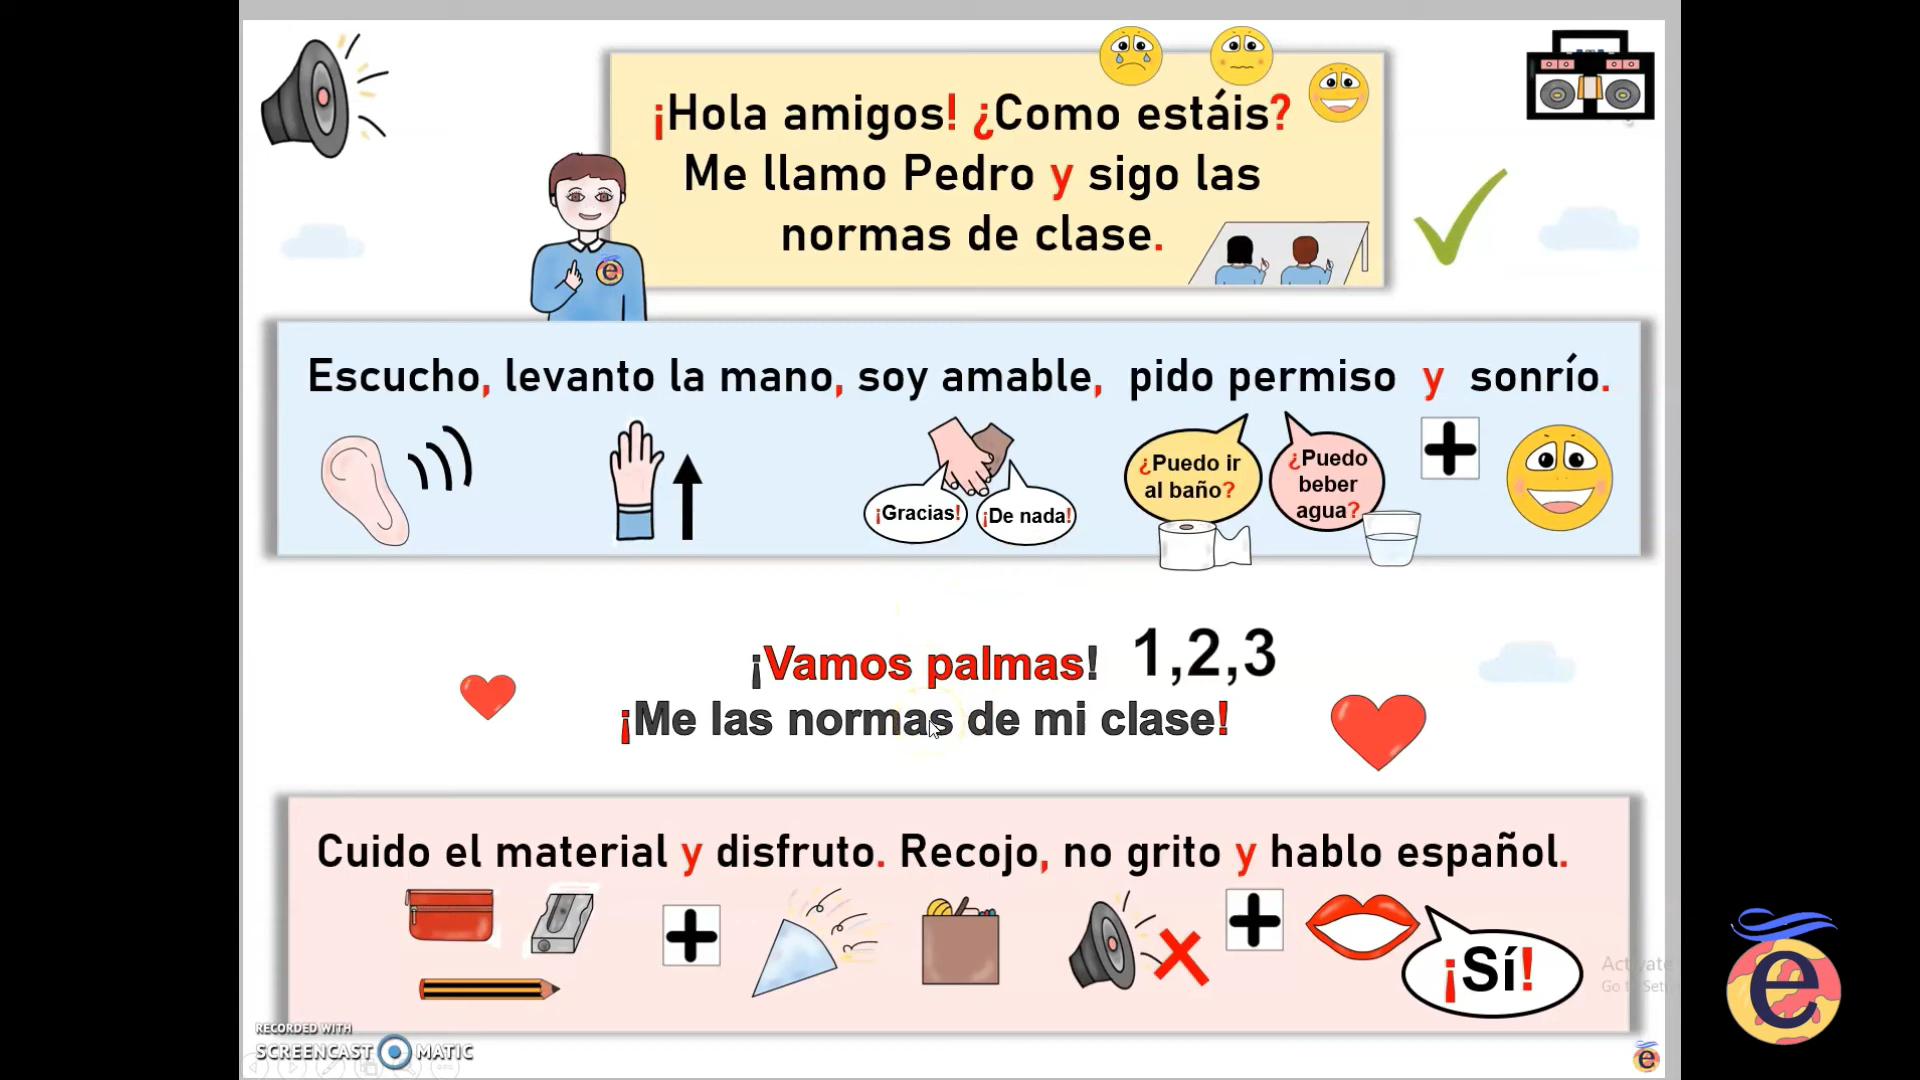 ¡Hola amigos! ¿Como estáis?
Me llamo Pedro y sigo las
normas de clase.
Escucho, levanto la mano, soy amable, pido permiso y sonrío.
¡Gracias!
¡De nada!
¿Puedo ir
al baño?
¿Puedo
beber
agua?
¡Vamos palmas! 1,2,3
¡Me las normas de mi clase!
Cuido el material y disfruto. Recojo, no grito y hablo español.
¡Sí!
RECORDED WITH
SCREENCAST MATIC
ẽ
ẽ
ẽ